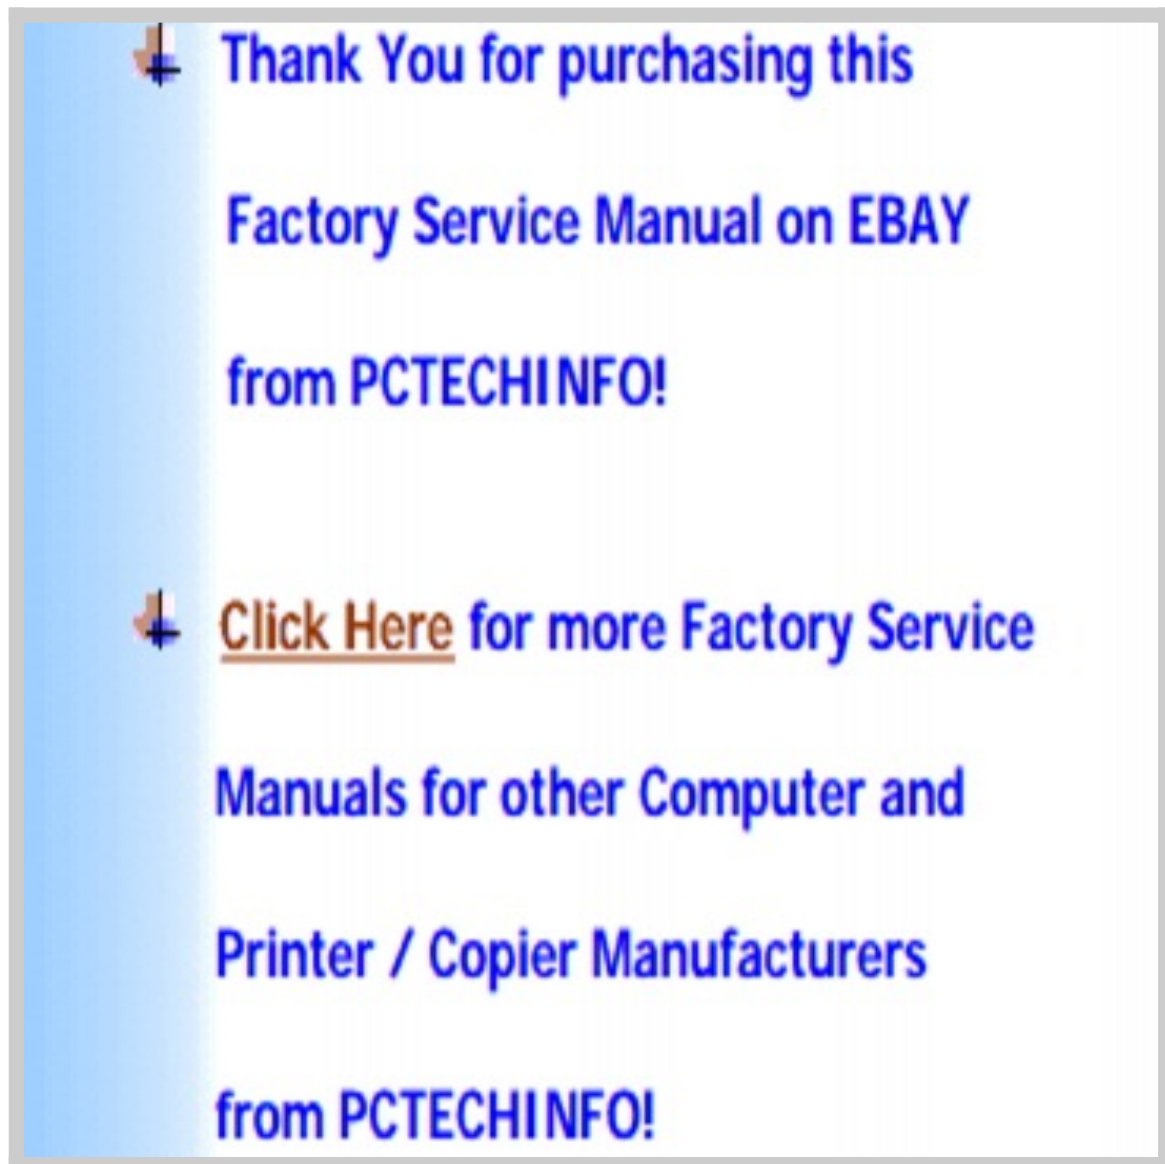 Thank You for purchasing this
Factory Service Manual on EBAY
from PCTECHINFO!
Click Here for more Factory Service
Manuals for other Computer and
Printer / Copier Manufacturers
from PCTECHINFO!